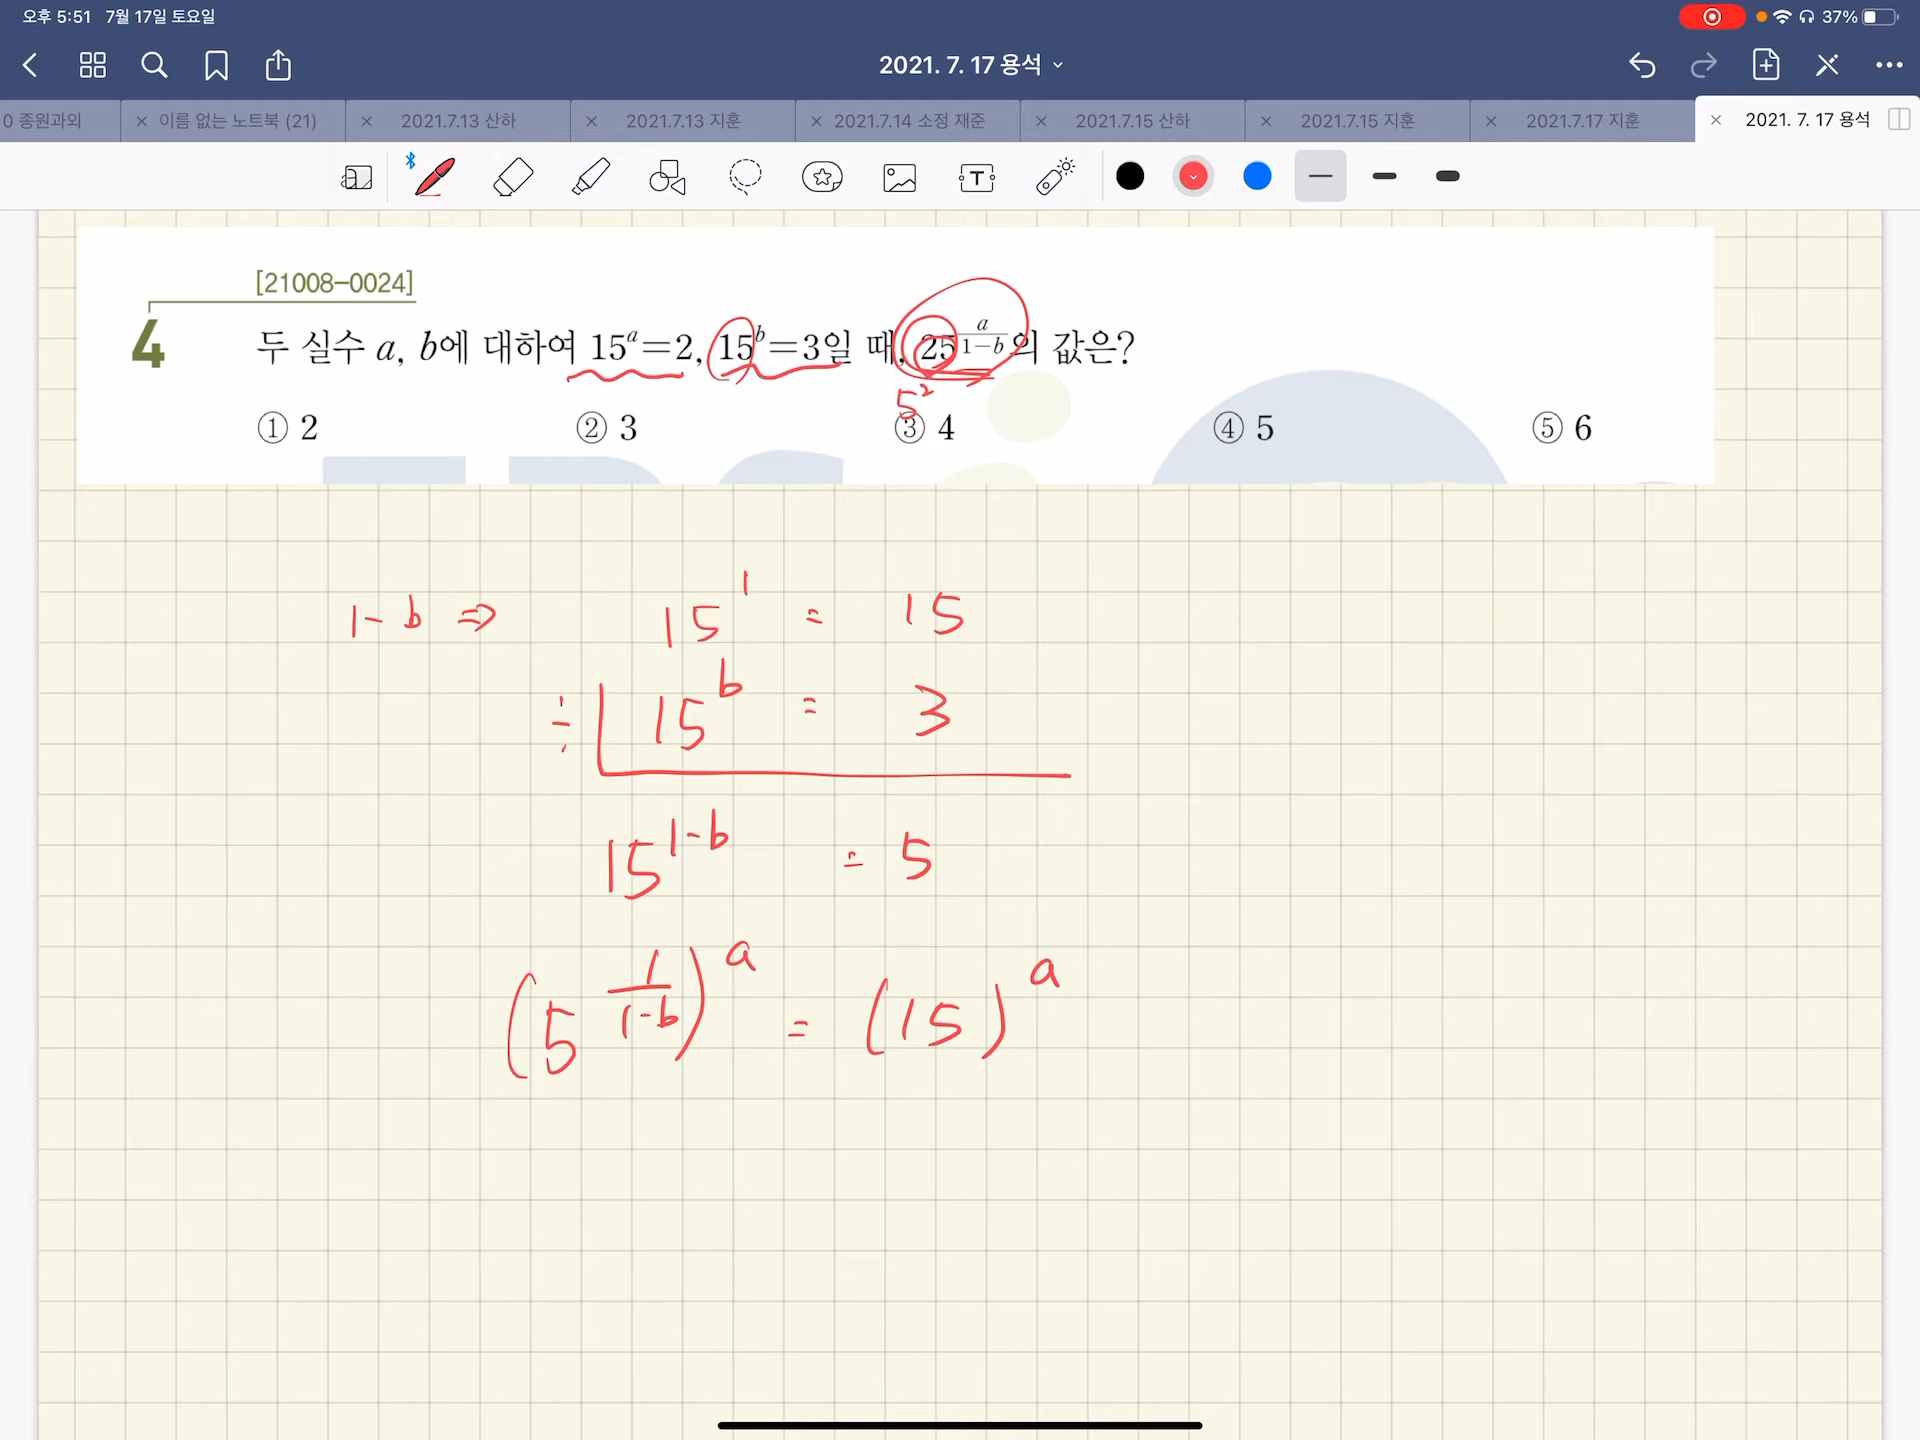 오후 5:51 7월 17일 토요일
37%
2021. 7. 17 용석
0 종원과외
이름 없는 노트북 (21)
2021.7.13 산하
2021.7.13 지훈
2021.7.14 소정 재준
2021.7.15 산하
2021.7.15 지훈
2021.7.17 지훈
2021. 7. 17 용석
[21008-0024]
4 두 실수 a, b에 대하여 15^a=2, 15^b=3일 때, 25^{a/(1-b)}의 값은?
5^2
① 2 ② 3 ③ 4 ④ 5 ⑤ 6
1-b ⇒ 15^1 = 15
÷ 15^b = 3
15^{1-b} = 5
(5^{1/(1-b)})^a = (15)^a